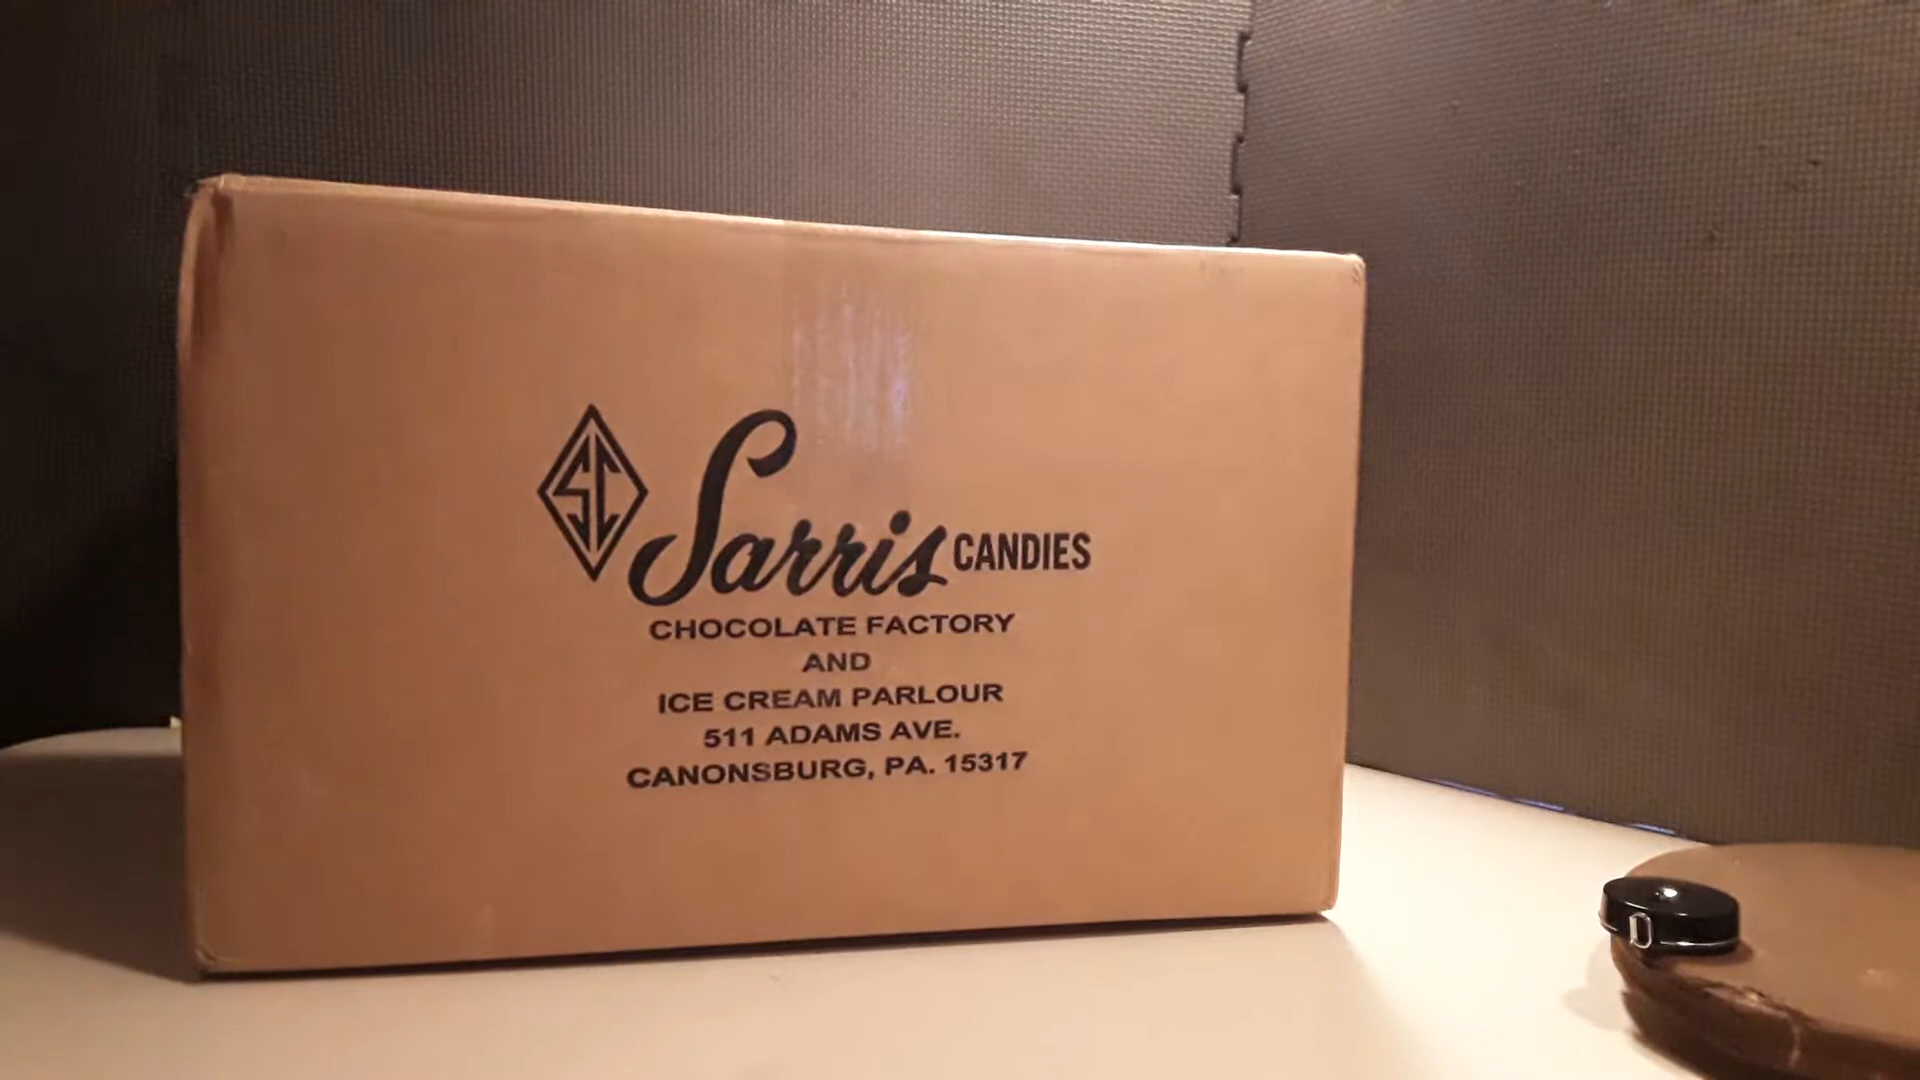 SC Sarris CANDIES
CHOCOLATE FACTORY
AND
ICE CREAM PARLOUR
511 ADAMS AVE.
CANONSBURG, PA. 15317